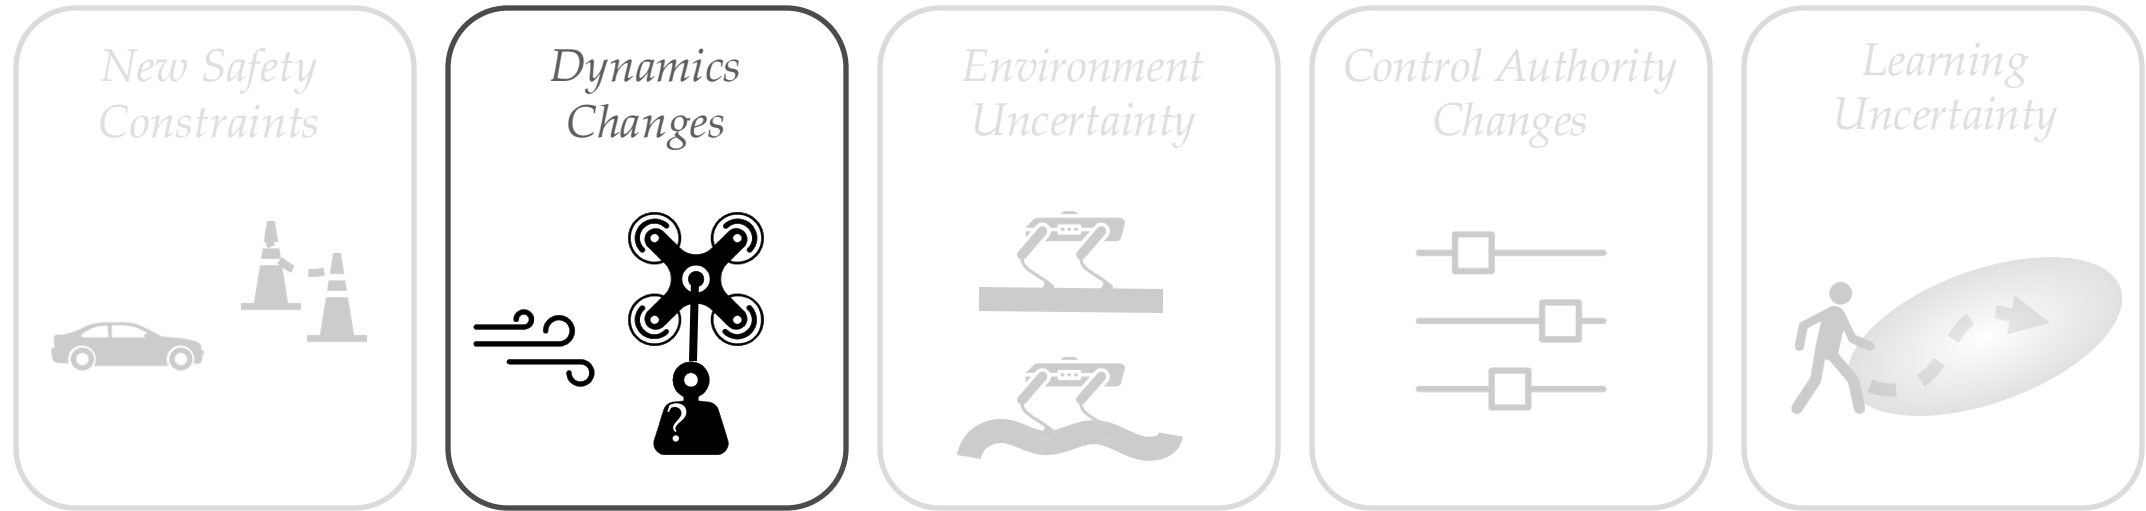 New Safety
Constraints
Dynamics
Changes
Environment
Uncertainty
Control Authority
Changes
Learning
Uncertainty
?